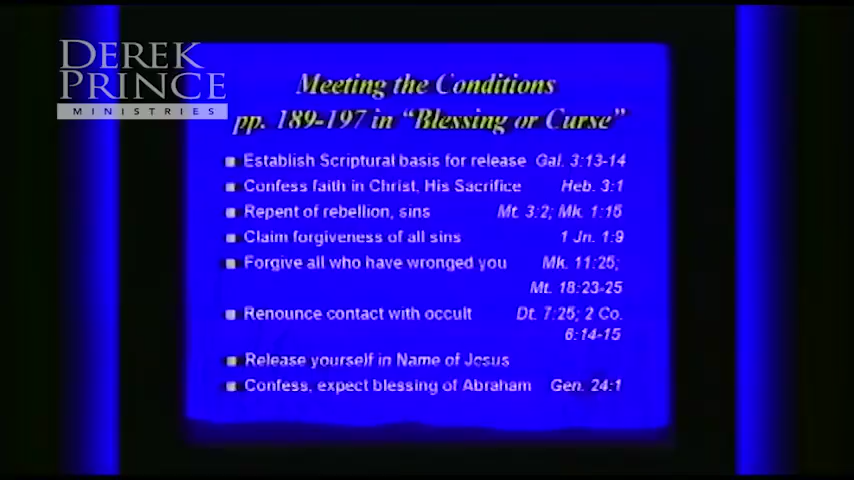 DEREK
PRINCE
MINISTRIES
Meeting the Conditions
pp. 189-197 in “Blessing or Curse”
Establish Scriptural basis for release Gal. 3:13-14
Confess faith in Christ, His Sacrifice Heb. 3:1
Repent of rebellion, sins Mt. 3:2; Mk. 1:15
Claim forgiveness of all sins 1 Jn. 1:9
Forgive all who have wronged you Mk. 11:25;
Mt. 18:23-25
Renounce contact with occult Dt. 7:25; 2 Co.
6:14-15
Release yourself in Name of Jesus
Confess, expect blessing of Abraham Gen. 24:1